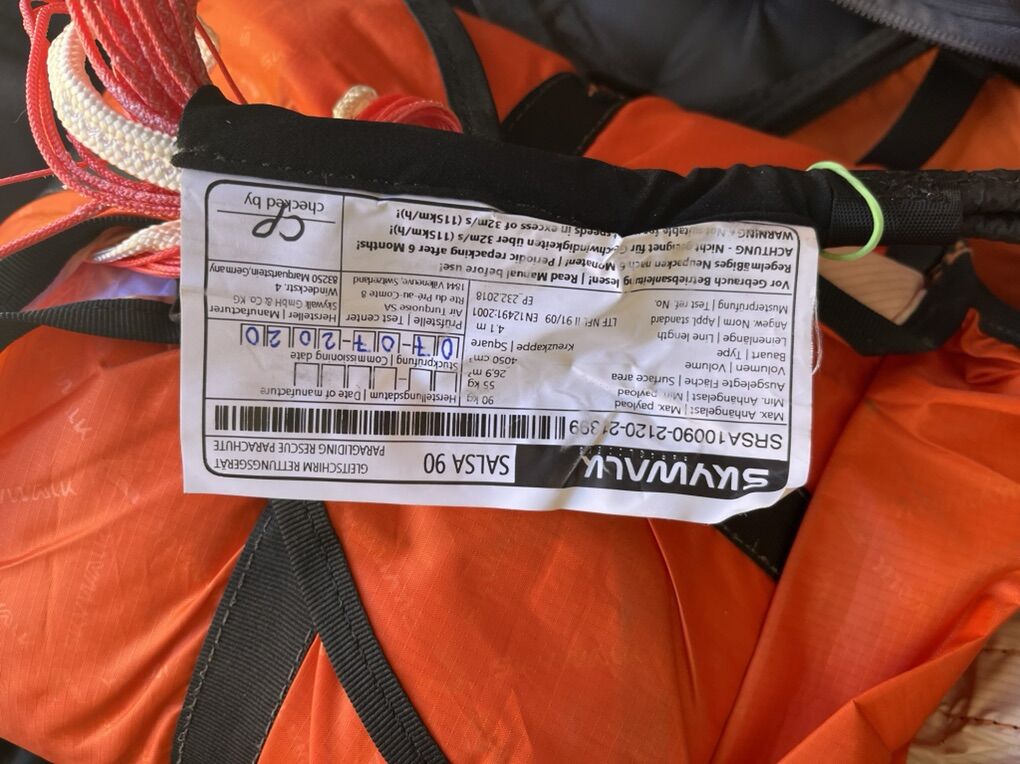 SKYWALK
SALSA 90
GLEITSCHIRM RETTUNGSGERÄT
PARAGLIDING RESCUE PARACHUTE
SRSA10090-2120-21399
Max. Anhängelast | Max. payload 90 kg
Min. Anhängelast | Min. payload 55 kg
Ausgelegte Fläche | Surface area 26.9 m²
Volumen | Volume 4050 cm³
Bauart | Type Kreuzkappe | Square
Leinenlänge | Line length 4.1 m
Angew. Norm | Appl. standard LTF NFL II 91/09 EN12491:2001
Musterprüfung | Test ref. No. EP 232.2018
Herstellungsdatum | Date of manufacture
Stückprüfung | Commissioning date
07-07-2020
Prüfstelle | Test center
Air Turquoise SA
Rte du Pré-au-Comte 8
1844 Villeneuve, Switzerland
Hersteller | Manufacturer
Skywalk GmbH & Co KG
Windeckstr. 4
83250 Marquartstein, Germany
Vor Gebrauch Betriebsanleitung lesen! | Read Manual before use!
Regelmäßiges Neupacken nach 6 Monaten! | Periodic repacking after 6 Months!
ACHTUNG - Nicht geeignet für Geschwindigkeiten über 32m/s (115km/h)!
WARNING - Not suitable for speeds in excess of 32m/s (115km/h)!
checked by
CP